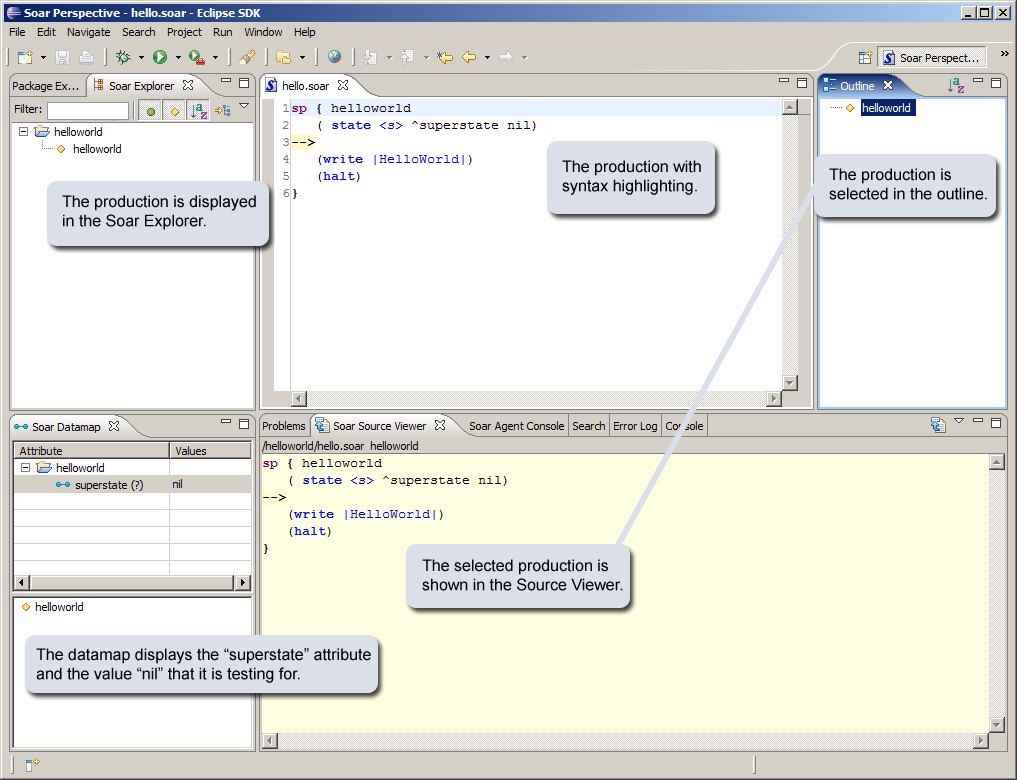 Soar Perspective - hello.soar - Eclipse SDK
File Edit Navigate Search Project Run Window Help
Soar Perspect... »
Package Ex... Soar Explorer
Filter:
helloworld
helloworld
The production is displayed
in the Soar Explorer.
hello.soar
1 sp { helloworld
2 ( state <s> ^superstate nil)
3 -->
4 (write |HelloWorld|)
5 (halt)
6 }
The production with
syntax highlighting.
Outline
helloworld
The production is
selected in the outline.
Soar Datamap
Attribute Values
helloworld
superstate (?) nil
helloworld
The datamap displays the “superstate” attribute
and the value “nil” that it is testing for.
Problems Soar Source Viewer Soar Agent Console Search Error Log Console
/helloworld/hello.soar helloworld
sp { helloworld
( state <s> ^superstate nil)
-->
(write |HelloWorld|)
(halt)
}
The selected production is
shown in the Source Viewer.